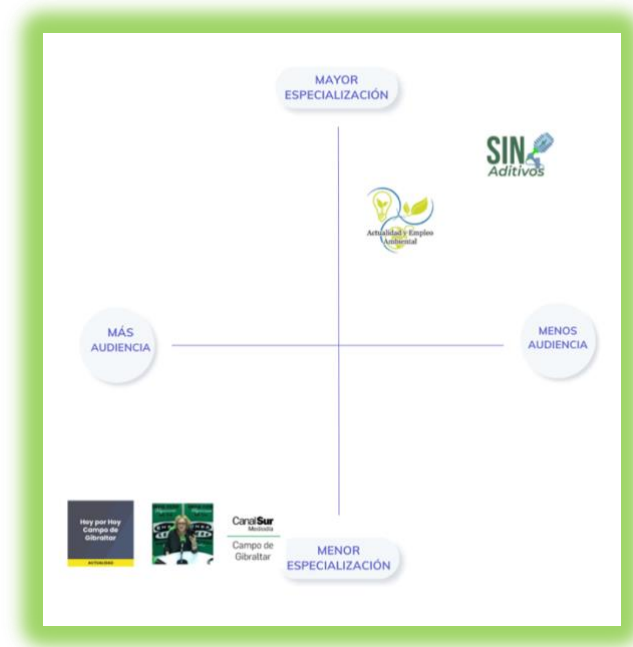 MAYOR
ESPECIALIZACIÓN
SIN
Aditivos
Actualidad y Empleo
Ambiental
MÁS
AUDIENCIA
MENOS
AUDIENCIA
Hoy por Hoy
Campo de
Gibraltar
ACTUALIDAD
CanalSur
Mediodía
Campo de
Gibraltar
MENOR
ESPECIALIZACIÓN